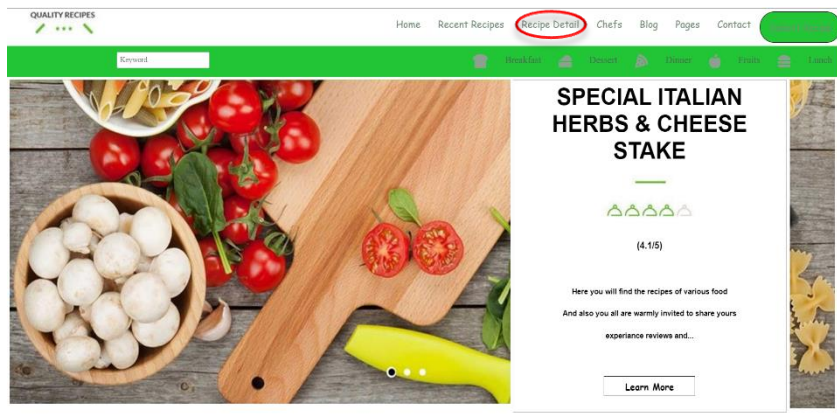 QUALITY RECIPES
Home Recent Recipes Recipe Detail Chefs Blog Pages Contact
Keyword Breakfast Dessert Dinner Fruits Lunch
SPECIAL ITALIAN
HERBS & CHEESE
STAKE
(4.1/5)
Here you will find the recipes of various food
And also you all are warmly invited to share yours
experiance reviews and...
Learn More